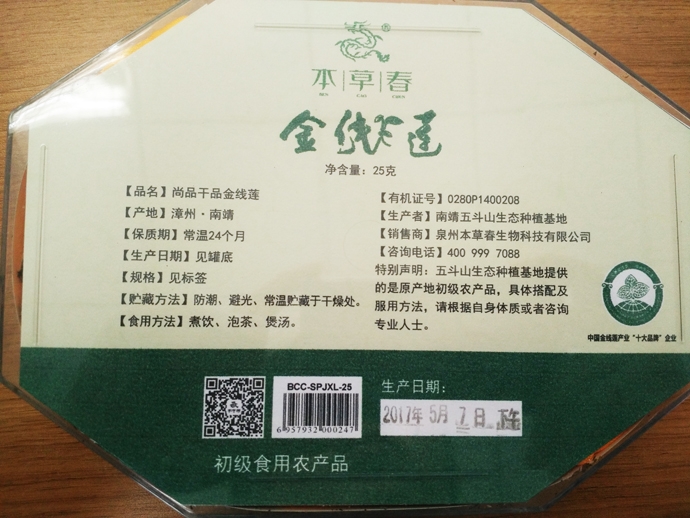 ®
本|草|春
金线莲
净含量：25克
【品名】尚品干品金线莲
【产地】漳州·南靖
【保质期】常温24个月
【生产日期】见罐底
【规格】见标签
【贮藏方法】防潮、避光、常温贮藏于干燥处。
【食用方法】煮饮、泡茶、煲汤。
【有机证号】0280P1400208
【生产者】南靖五斗山生态种植基地
【销售商】泉州本草春生物科技有限公司
【咨询电话】400 999 7088
特别声明：五斗山生态种植基地提供
的是原产地初级农产品，具体搭配及
服用方法，请根据自身体质或者咨询
专业人士。
中国金线莲产业“十大品牌”企业
BCC-SPJXL-25
6 957932 000247
生产日期：
2017年 5月 7日
初级食用农产品